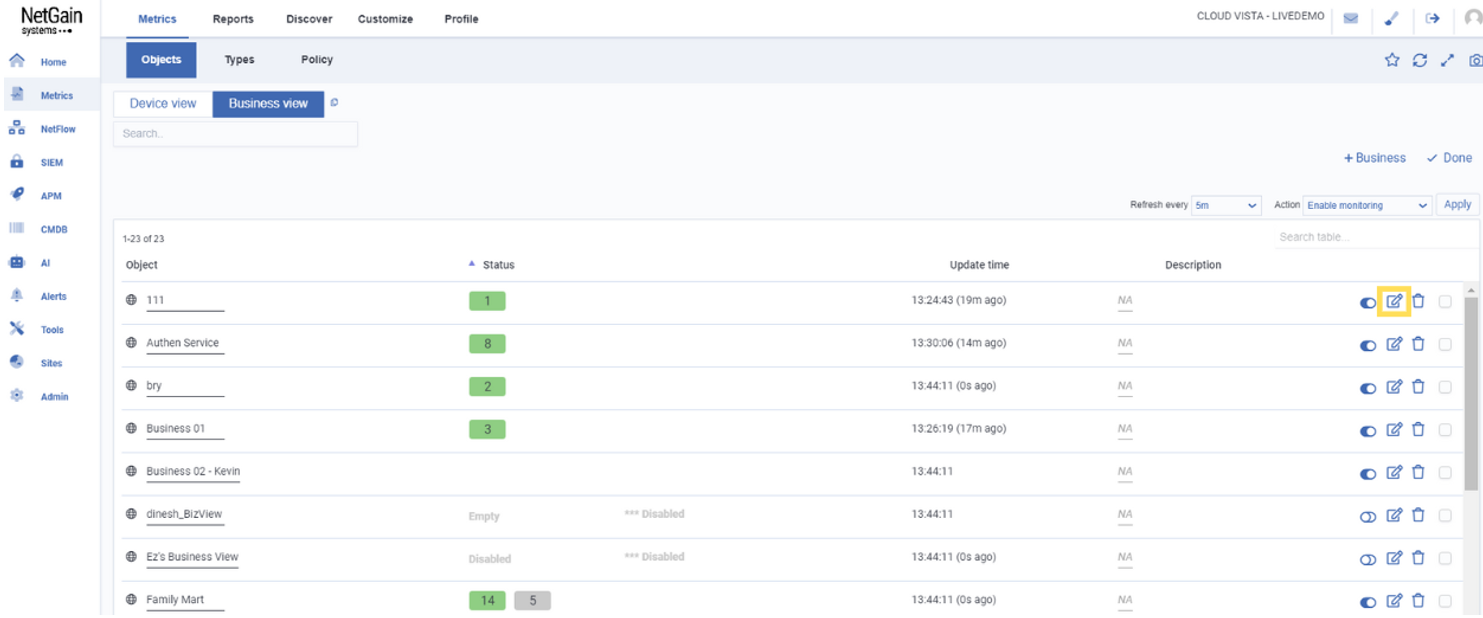 NetGain
systems
Metrics Reports Discover Customize Profile
CLOUD VISTA - LIVEDEMO
Home
Metrics
NetFlow
SIEM
APM
CMDB
AI
Alerts
Tools
Sites
Admin
Objects Types Policy
Device view Business view
Search..
+ Business Done
Refresh every 5m Action Enable monitoring Apply
1-23 of 23 Search table...
Object Status Update time Description
111 1 13:24:43 (19m ago) NA
Authen Service 8 13:30:06 (14m ago) NA
bry 2 13:44:11 (0s ago) NA
Business 01 3 13:26:19 (17m ago) NA
Business 02 - Kevin 13:44:11 NA
dinesh_BizView Empty *** Disabled 13:44:11 NA
Ez's Business View Disabled *** Disabled 13:44:11 (0s ago) NA
Family Mart 14 5 13:44:11 (0s ago) NA